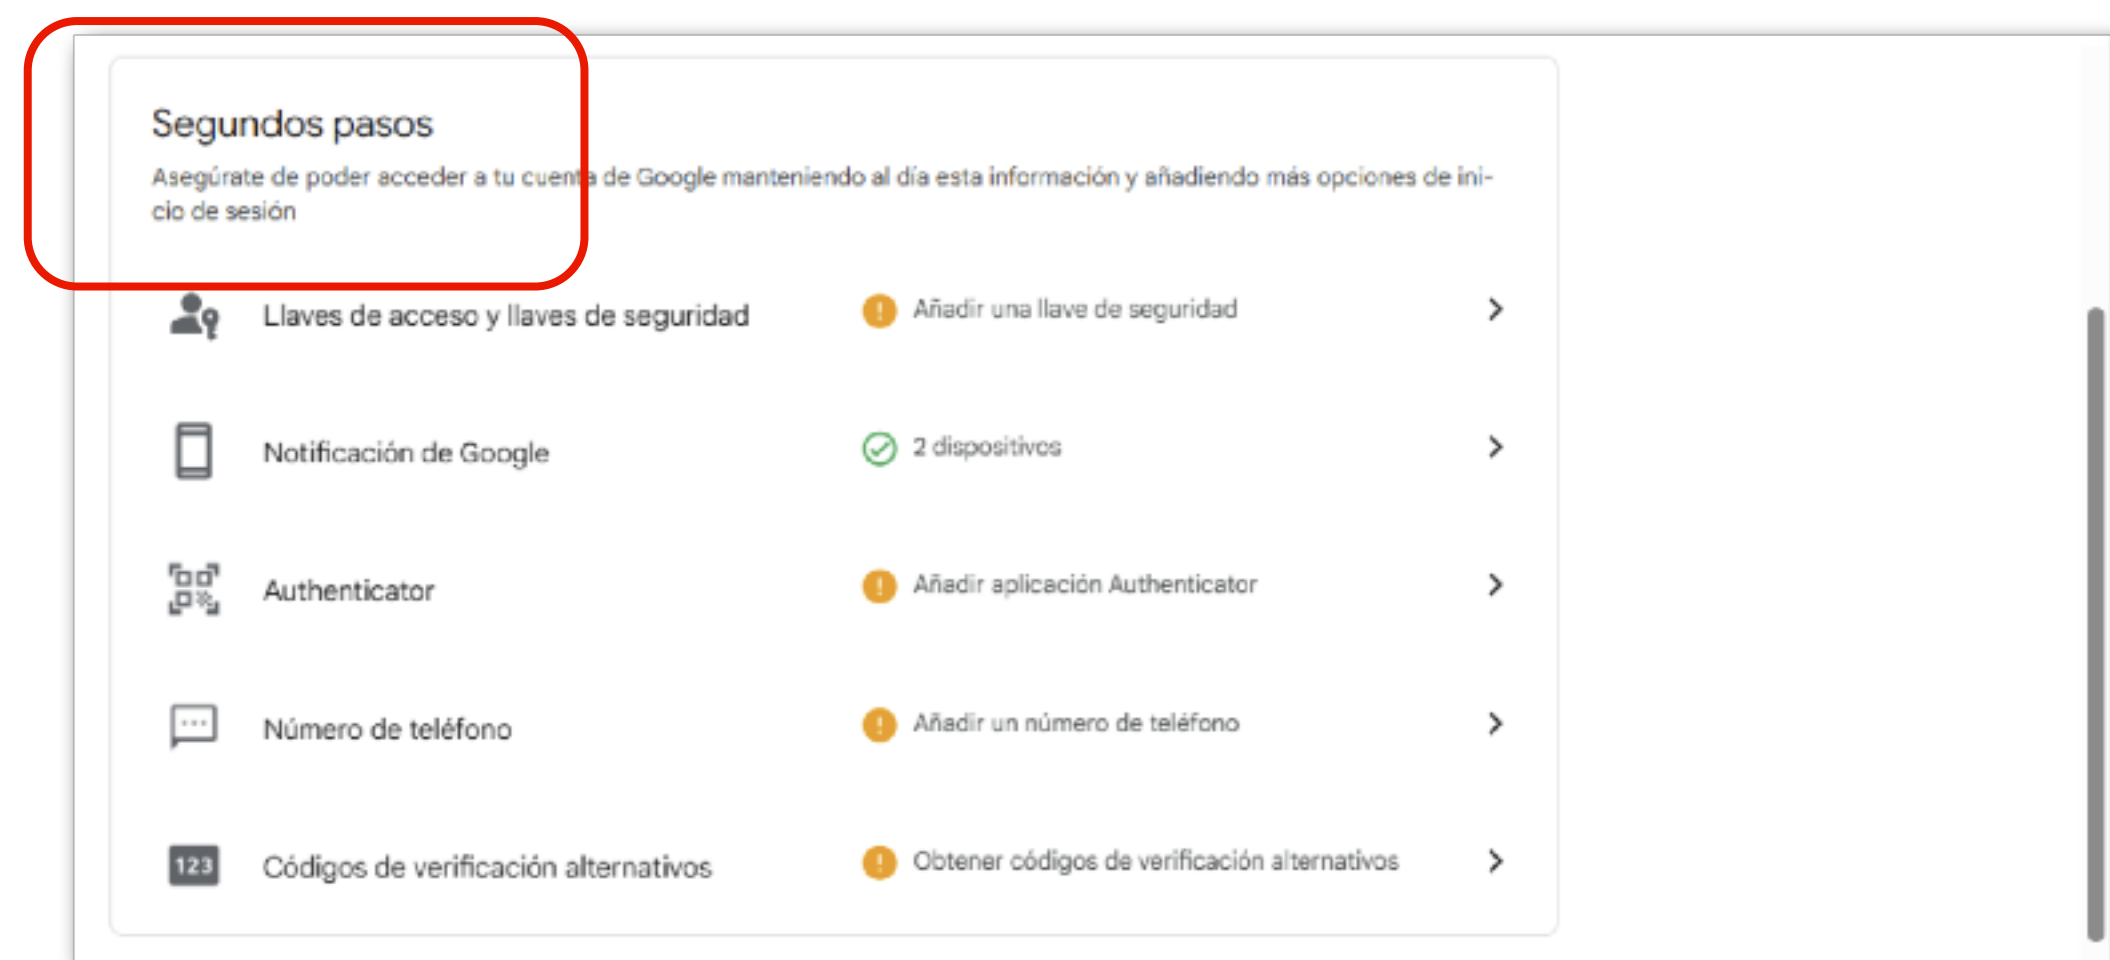 Segundos pasos
Asegúrate de poder acceder a tu cuenta de Google manteniendo al día esta información y añadiendo más opciones de ini-
cio de sesión
Llaves de acceso y llaves de seguridad
Añadir una llave de seguridad
Notificación de Google
2 dispositivos
Authenticator
Añadir aplicación Authenticator
Número de teléfono
Añadir un número de teléfono
123
Códigos de verificación alternativos
Obtener códigos de verificación alternativos